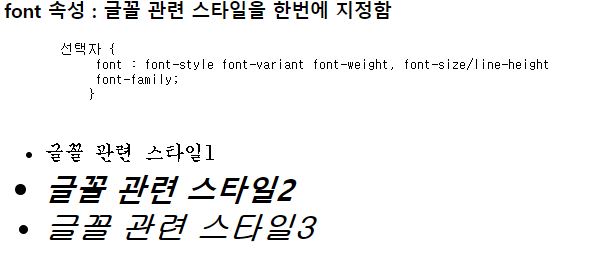 font 속성 : 글꼴 관련 스타일을 한번에 지정함
선택자 {
font : font-style font-variant font-weight, font-size/line-height
font-family;
}
글꼴 관련 스타일1
글꼴 관련 스타일2
글꼴 관련 스타일3